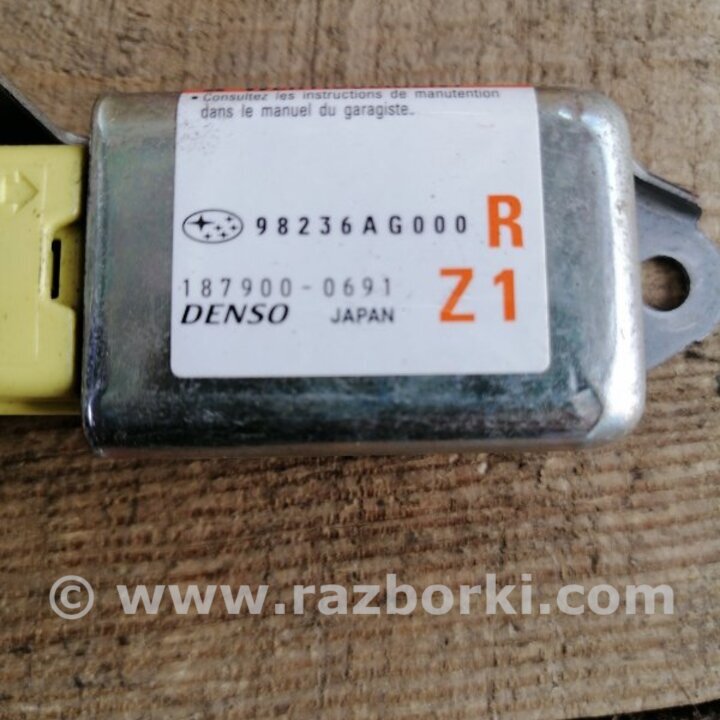 • Consultez les instructions de manutention
dans le manuel du garagiste.
98236AG000 R
187900-0691 Z1
DENSO JAPAN
© www.razborki.com